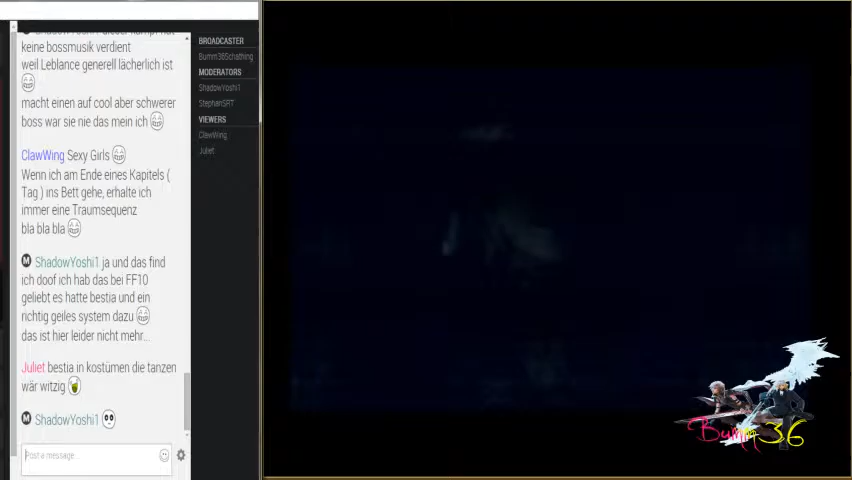 keine bossmusik verdient
weil Leblance generell lächerlich ist
macht einen auf cool aber schwerer
boss war sie nie das mein ich
ClawWing Sexy Girls
Wenn ich am Ende eines Kapitels (
Tag ) ins Bett gehe, erhalte ich
immer eine Traumsequenz
bla bla bla
M ShadowYoshi1 ja und das find
ich doof ich hab das bei FF10
geliebt es hatte bestia und ein
richtig geiles system dazu
das ist hier leider nicht mehr...
Juliet bestia in kostümen die tanzen
wär witzig
M ShadowYoshi1
Post a message...
BROADCASTER
Bumm36Schathing
MODERATORS
ShadowYoshi1
StephanSRT
VIEWERS
ClawWing
Juliet
Bumm36